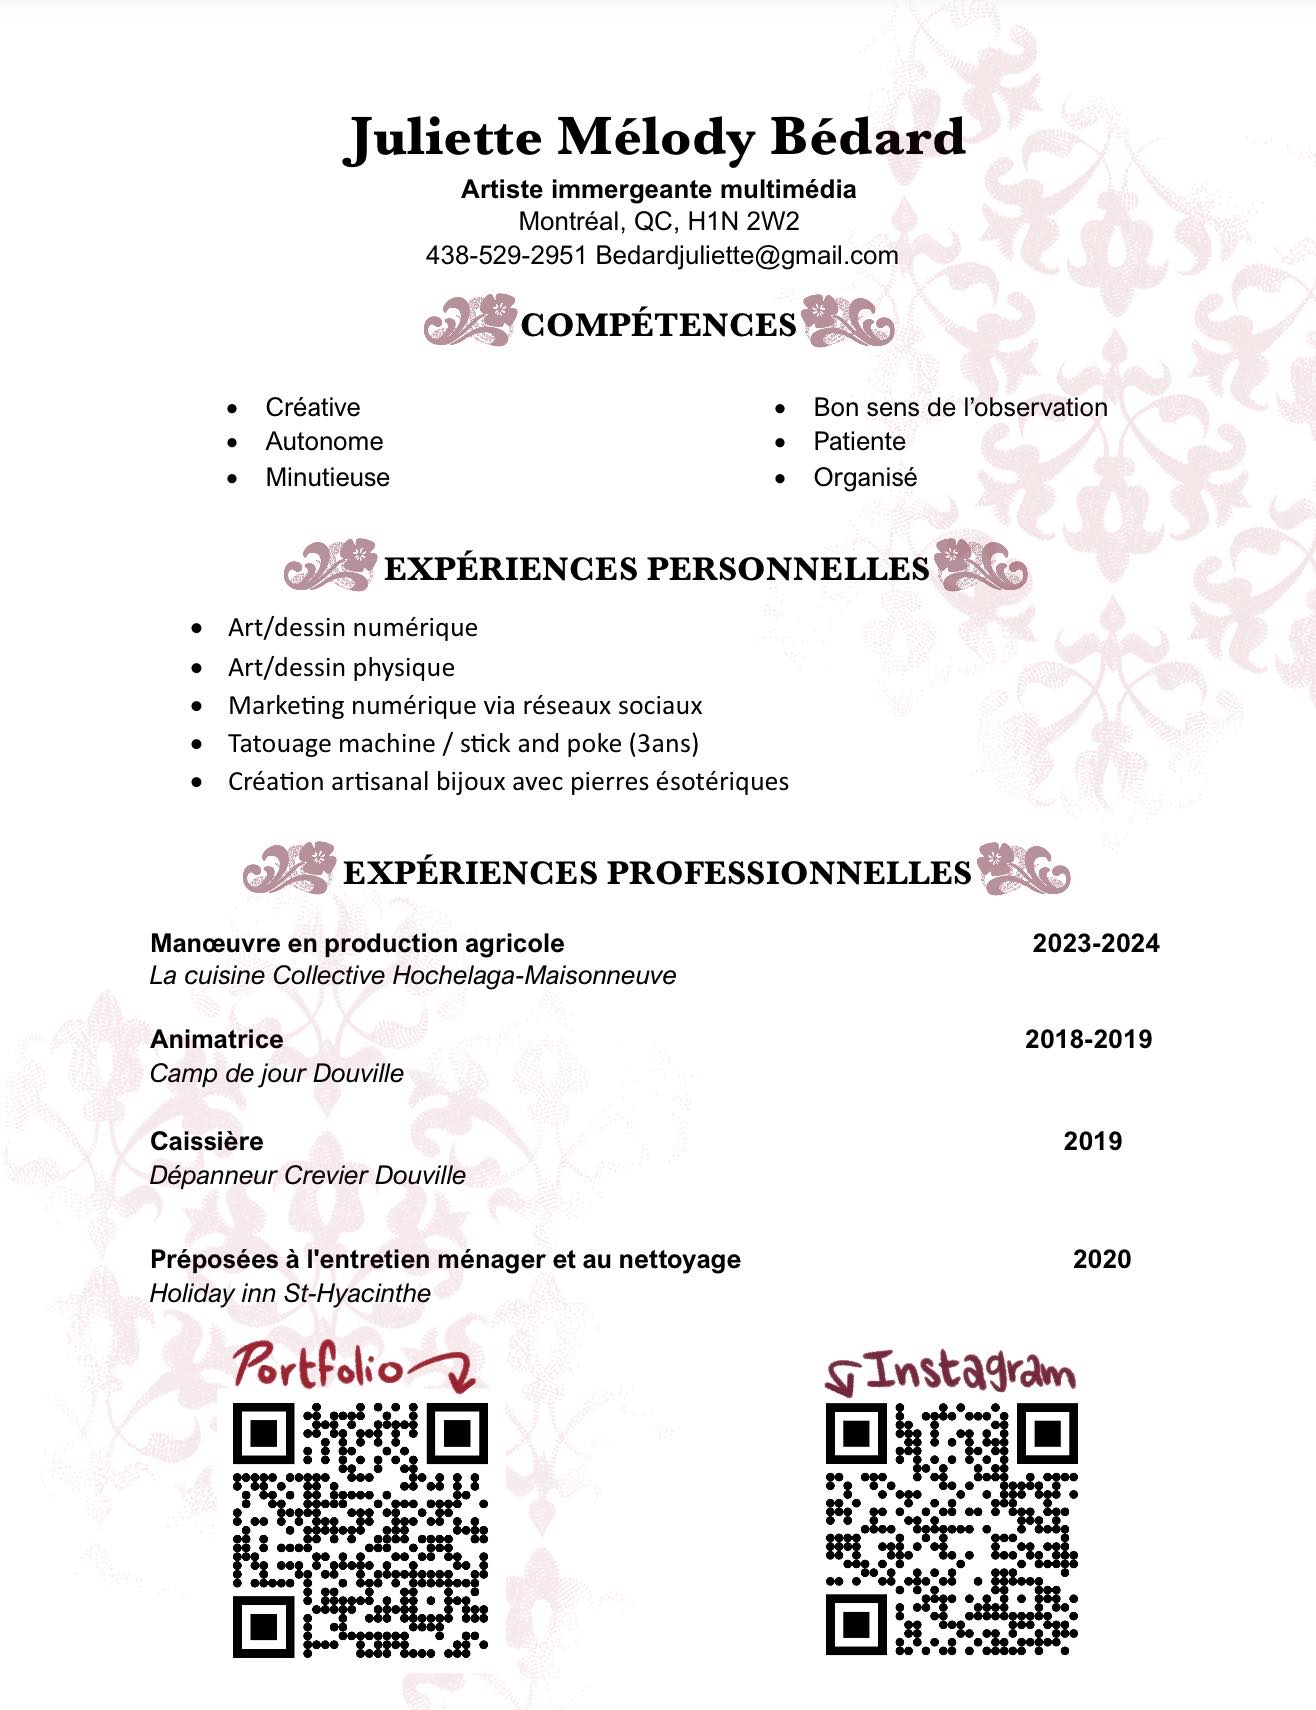 Juliette Mélody Bédard
Artiste immergeante multimédia
Montréal, QC, H1N 2W2
438-529-2951 Bedardjuliette@gmail.com
COMPÉTENCES
• Créative
• Autonome
• Minutieuse
• Bon sens de l’observation
• Patiente
• Organisé
EXPÉRIENCES PERSONNELLES
• Art/dessin numérique
• Art/dessin physique
• Marketing numérique via réseaux sociaux
• Tatouage machine / stick and poke (3ans)
• Création artisanal bijoux avec pierres ésotériques
EXPÉRIENCES PROFESSIONNELLES
Manœuvre en production agricole 2023-2024
La cuisine Collective Hochelaga-Maisonneuve
Animatrice 2018-2019
Camp de jour Douville
Caissière 2019
Dépanneur Crevier Douville
Préposées à l'entretien ménager et au nettoyage 2020
Holiday inn St-Hyacinthe
Portfolio
Instagram